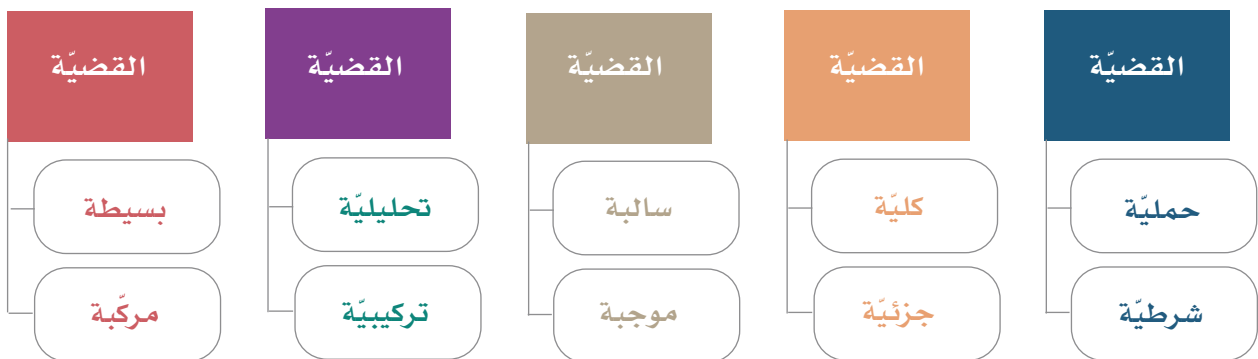 القضيّة
حمليّة
شرطيّة
القضيّة
كليّة
جزئيّة
القضيّة
سالبة
موجبة
القضيّة
تحليليّة
تركيبيّة
القضيّة
بسيطة
مركّبة